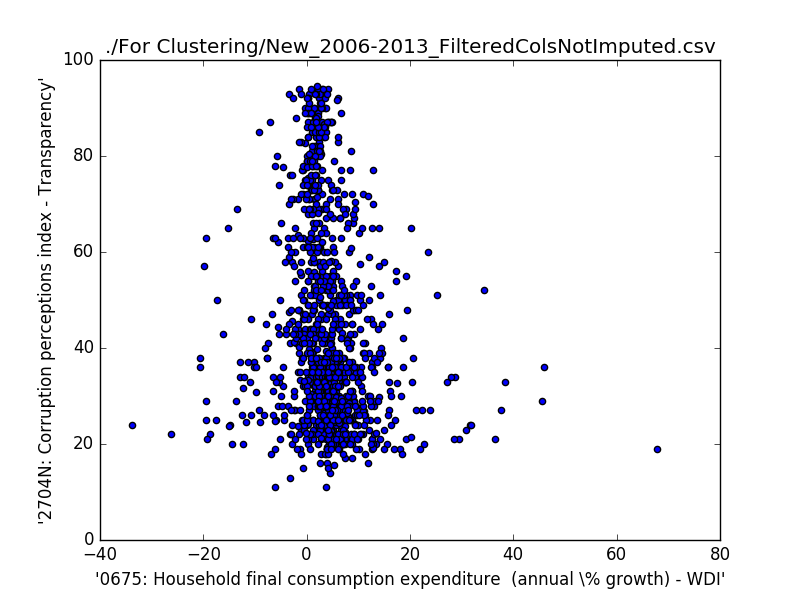 ./For Clustering/New_2006-2013_FilteredColsNotImputed.csv
100
80
60
40
20
0
'2704N: Corruption perceptions index - Transparency'
−40 −20 0 20 40 60 80
'0675: Household final consumption expenditure  (annual \% growth) - WDI'